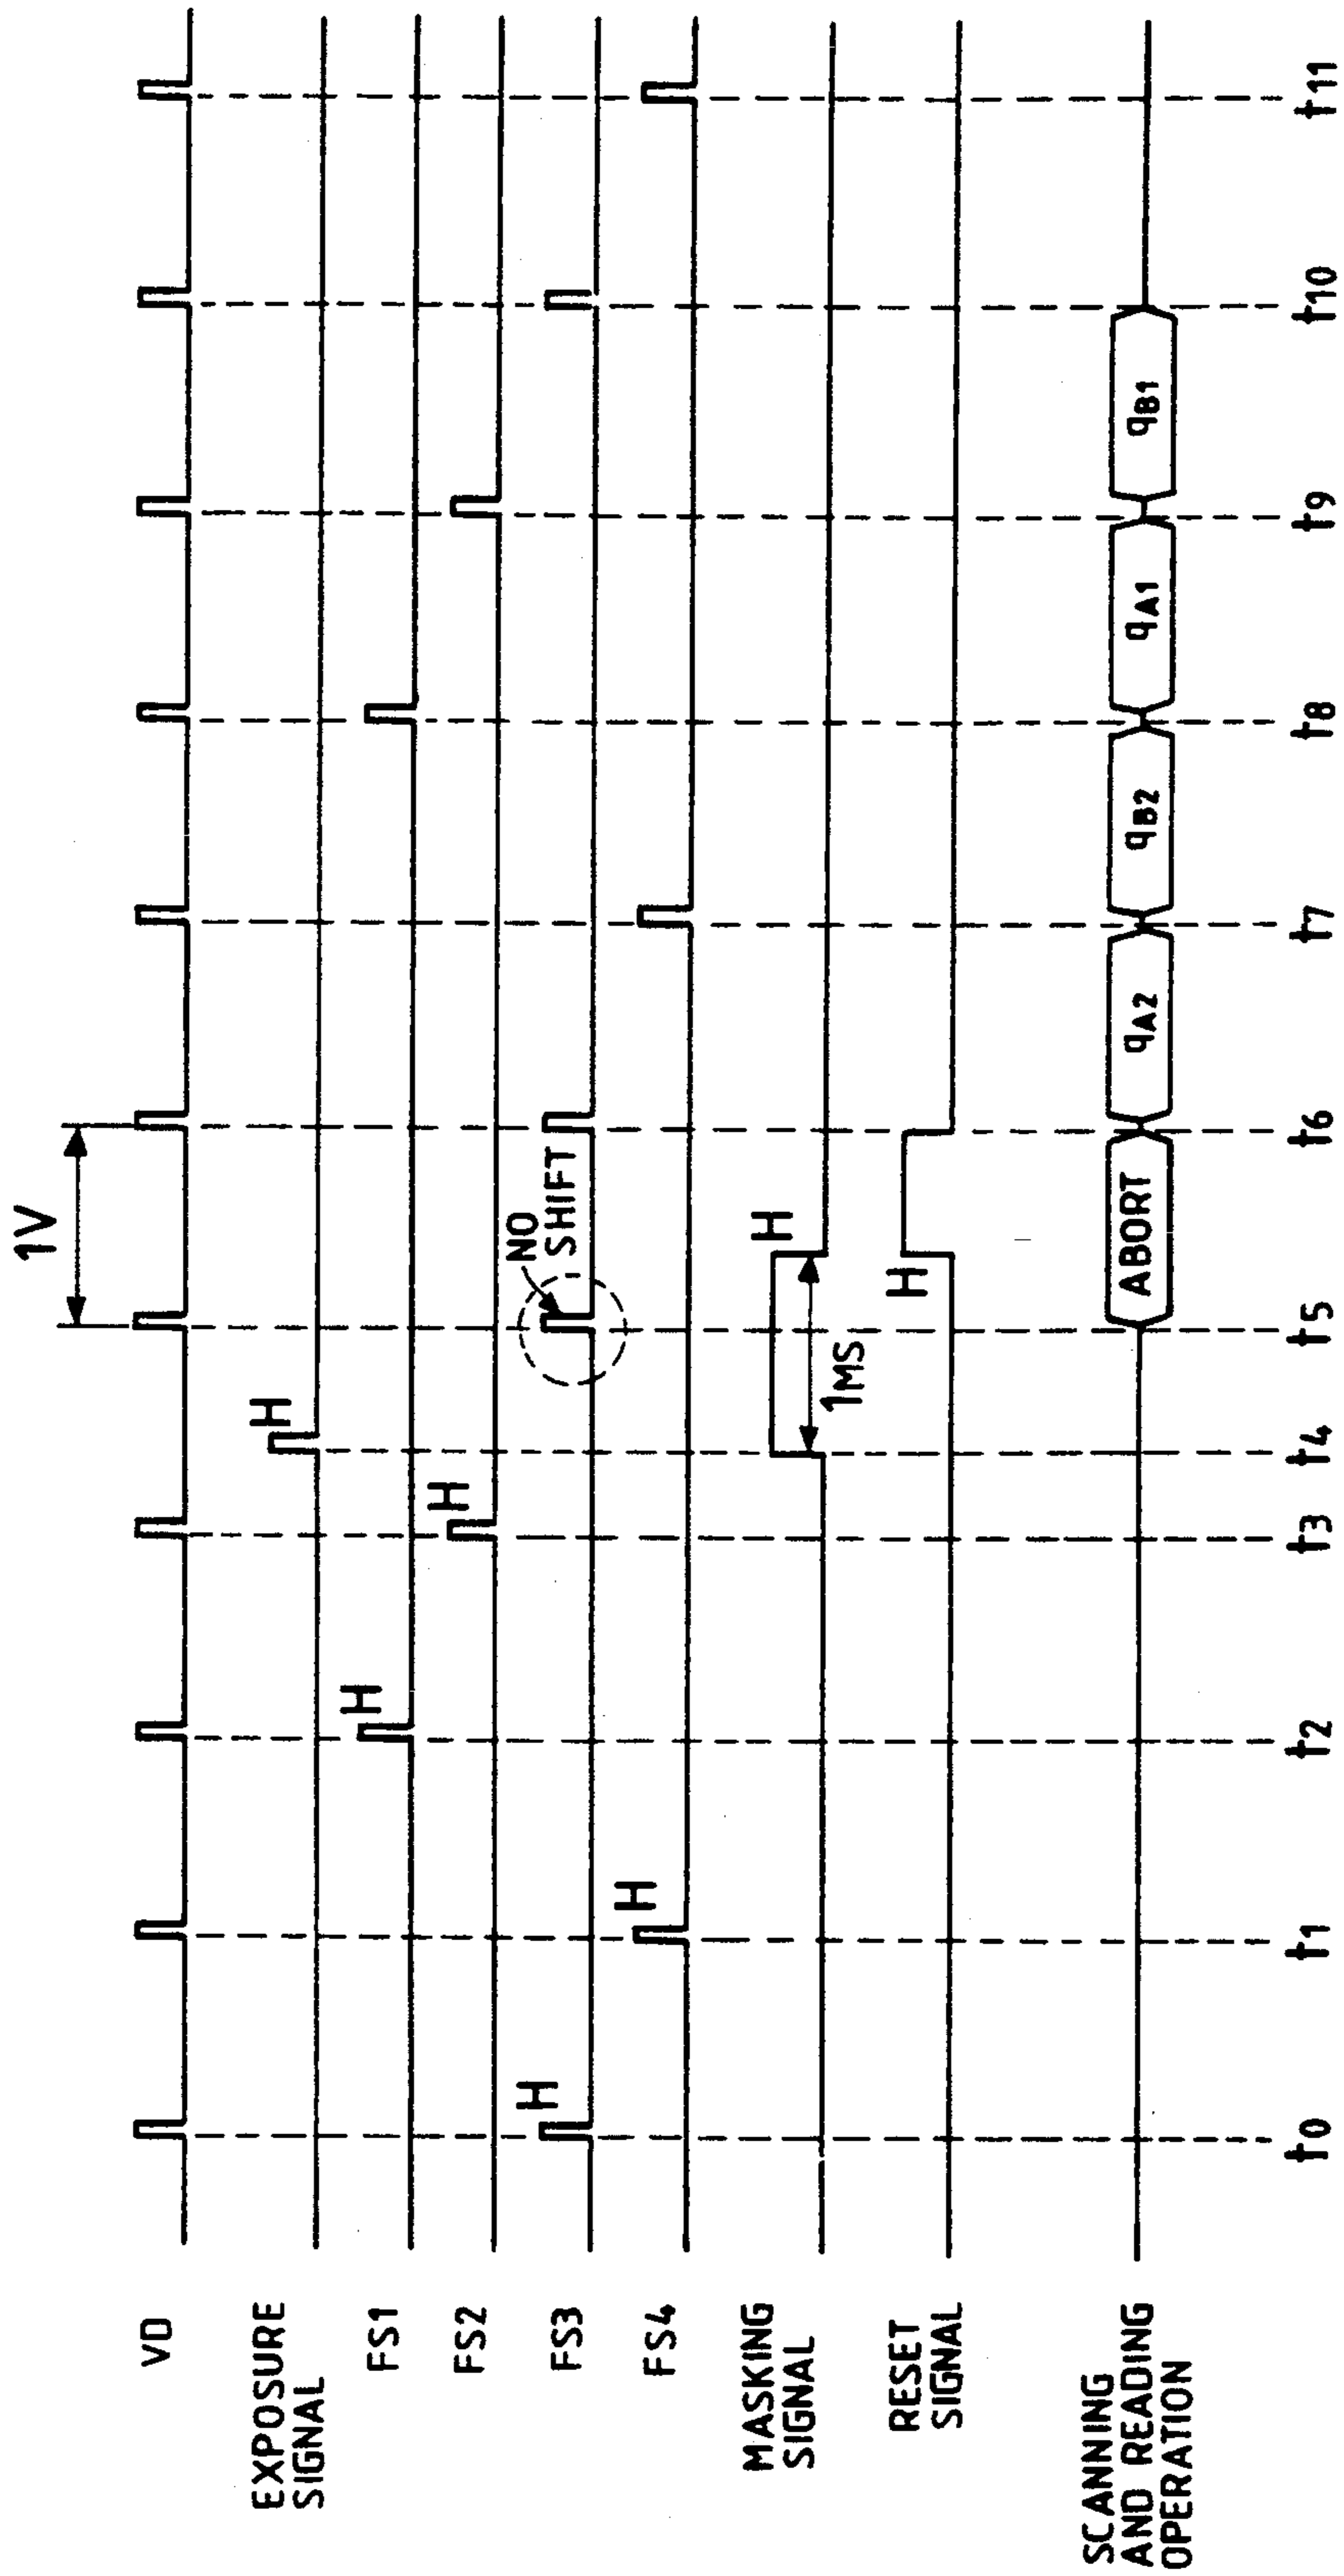 1V
VD
EXPOSURE
SIGNAL
H
FS1
H
FS2
H
FS3
H
NO
SHIFT
FS4
H
MASKING
SIGNAL
H
1MS
RESET
SIGNAL
H
SCANNING
AND READING
OPERATION
ABORT
qA2
qB2
qA1
qB1
t0
t1
t2
t3
t4
t5
t6
t7
t8
t9
t10
t11